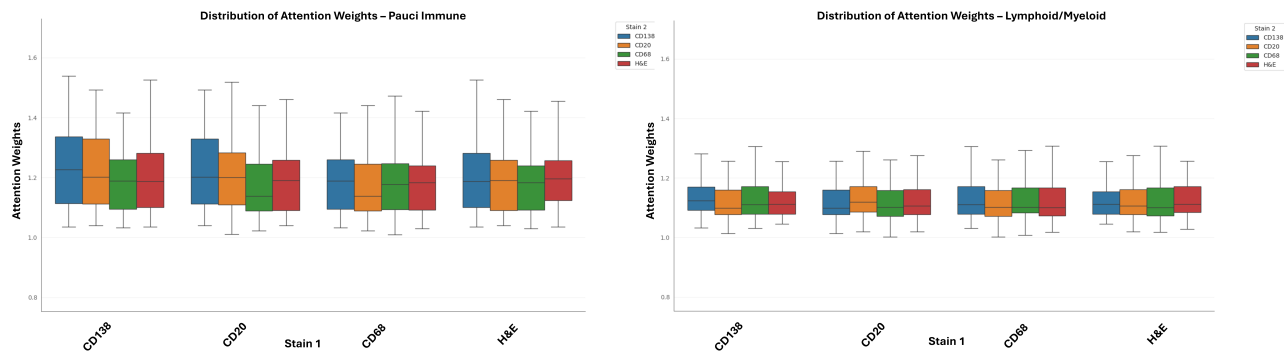 Distribution of Attention Weights – Pauci Immune
Stain 2
CD138
CD20
CD68
H&E
Attention Weights
1.6
1.4
1.2
1.0
0.8
CD138
CD20
CD68
H&E
Stain 1
Distribution of Attention Weights – Lymphoid/Myeloid
Stain 2
CD138
CD20
CD68
H&E
Attention Weights
1.6
1.4
1.2
1.0
0.8
CD138
CD20
CD68
H&E
Stain 1